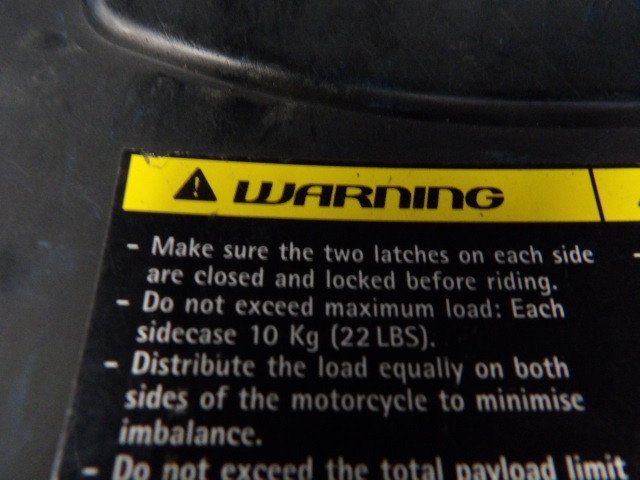 WARNING
- Make sure the two latches on each side
are closed and locked before riding.
- Do not exceed maximum load: Each
sidecase 10 Kg (22 LBS).
- Distribute the load equally on both
sides of the motorcycle to minimise
imbalance.
- Do not exceed the total payload limit